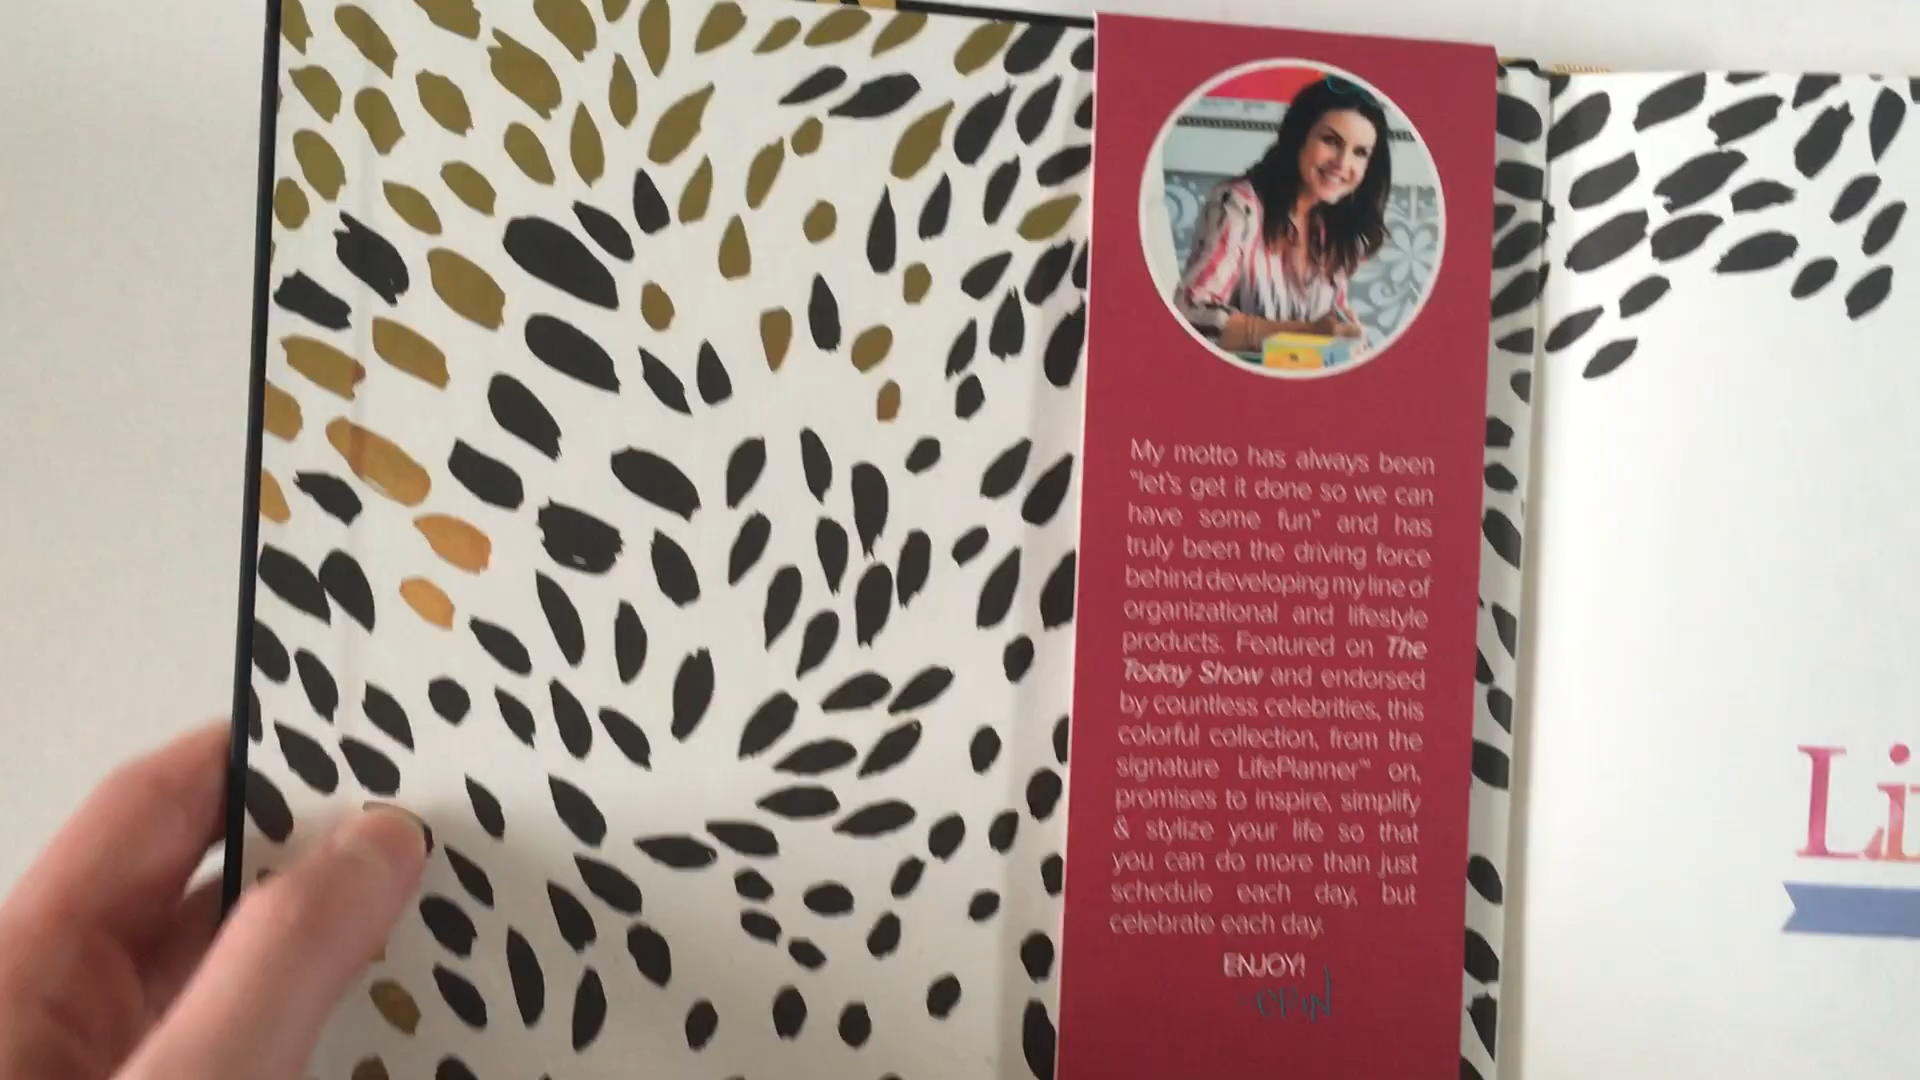 My motto has always been
"let's get it done so we can
have some fun" and has
truly been the driving force
behind developing my line of
organizational and lifestyle
products. Featured on The
Today Show and endorsed
by countless celebrities, this
colorful collection, from the
signature LifePlanner™ on,
promises to inspire, simplify
& stylize your life so that
you can do more than just
schedule each day, but
celebrate each day.
ENJOY!
-erin
Li